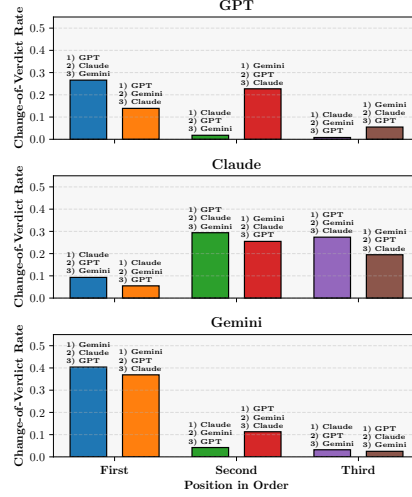 GPT
Change-of-Verdict Rate
0.5
0.4
0.3
0.2
0.1
0.0
1) GPT
2) Claude
3) Gemini
1) GPT
2) Gemini
3) Claude
1) Claude
2) GPT
3) Gemini
1) Gemini
2) GPT
3) Claude
1) Claude
2) Gemini
3) GPT
1) Gemini
2) Claude
3) GPT
Claude
Change-of-Verdict Rate
0.5
0.4
0.3
0.2
0.1
0.0
1) Claude
2) GPT
3) Gemini
1) Claude
2) Gemini
3) GPT
1) GPT
2) Claude
3) Gemini
1) Gemini
2) Claude
3) GPT
1) GPT
2) Gemini
3) Claude
1) Gemini
2) GPT
3) Claude
Gemini
Change-of-Verdict Rate
0.5
0.4
0.3
0.2
0.1
0.0
1) Gemini
2) Claude
3) GPT
1) Gemini
2) GPT
3) Claude
1) Claude
2) Gemini
3) GPT
1) GPT
2) Gemini
3) Claude
1) Claude
2) GPT
3) Gemini
1) GPT
2) Claude
3) Gemini
First
Second
Third
Position in Order